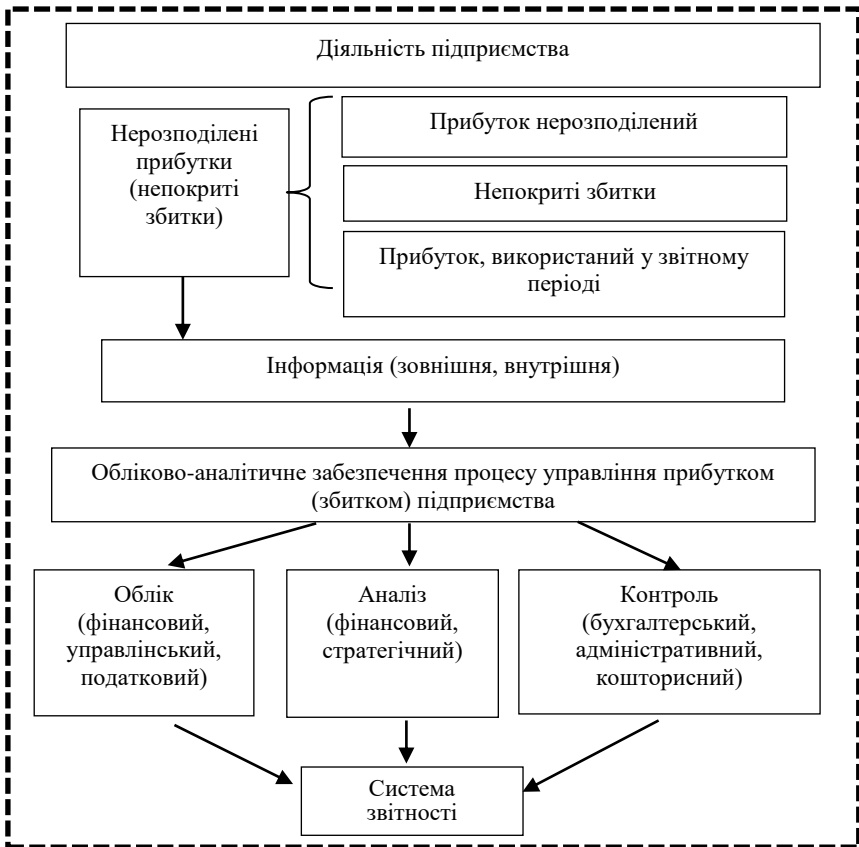 Діяльність підприємства
Нерозподілені
прибутки
(непокриті
збитки)
Прибуток нерозподілений
Непокриті збитки
Прибуток, використаний у звітному
періоді
Інформація (зовнішня, внутрішня)
Обліково-аналітичне забезпечення процесу управління прибутком
(збитком) підприємства
Облік
(фінансовий,
управлінський,
податковий)
Аналіз
(фінансовий,
стратегічний)
Контроль
(бухгалтерський,
адміністративний,
кошторисний)
Система
звітності